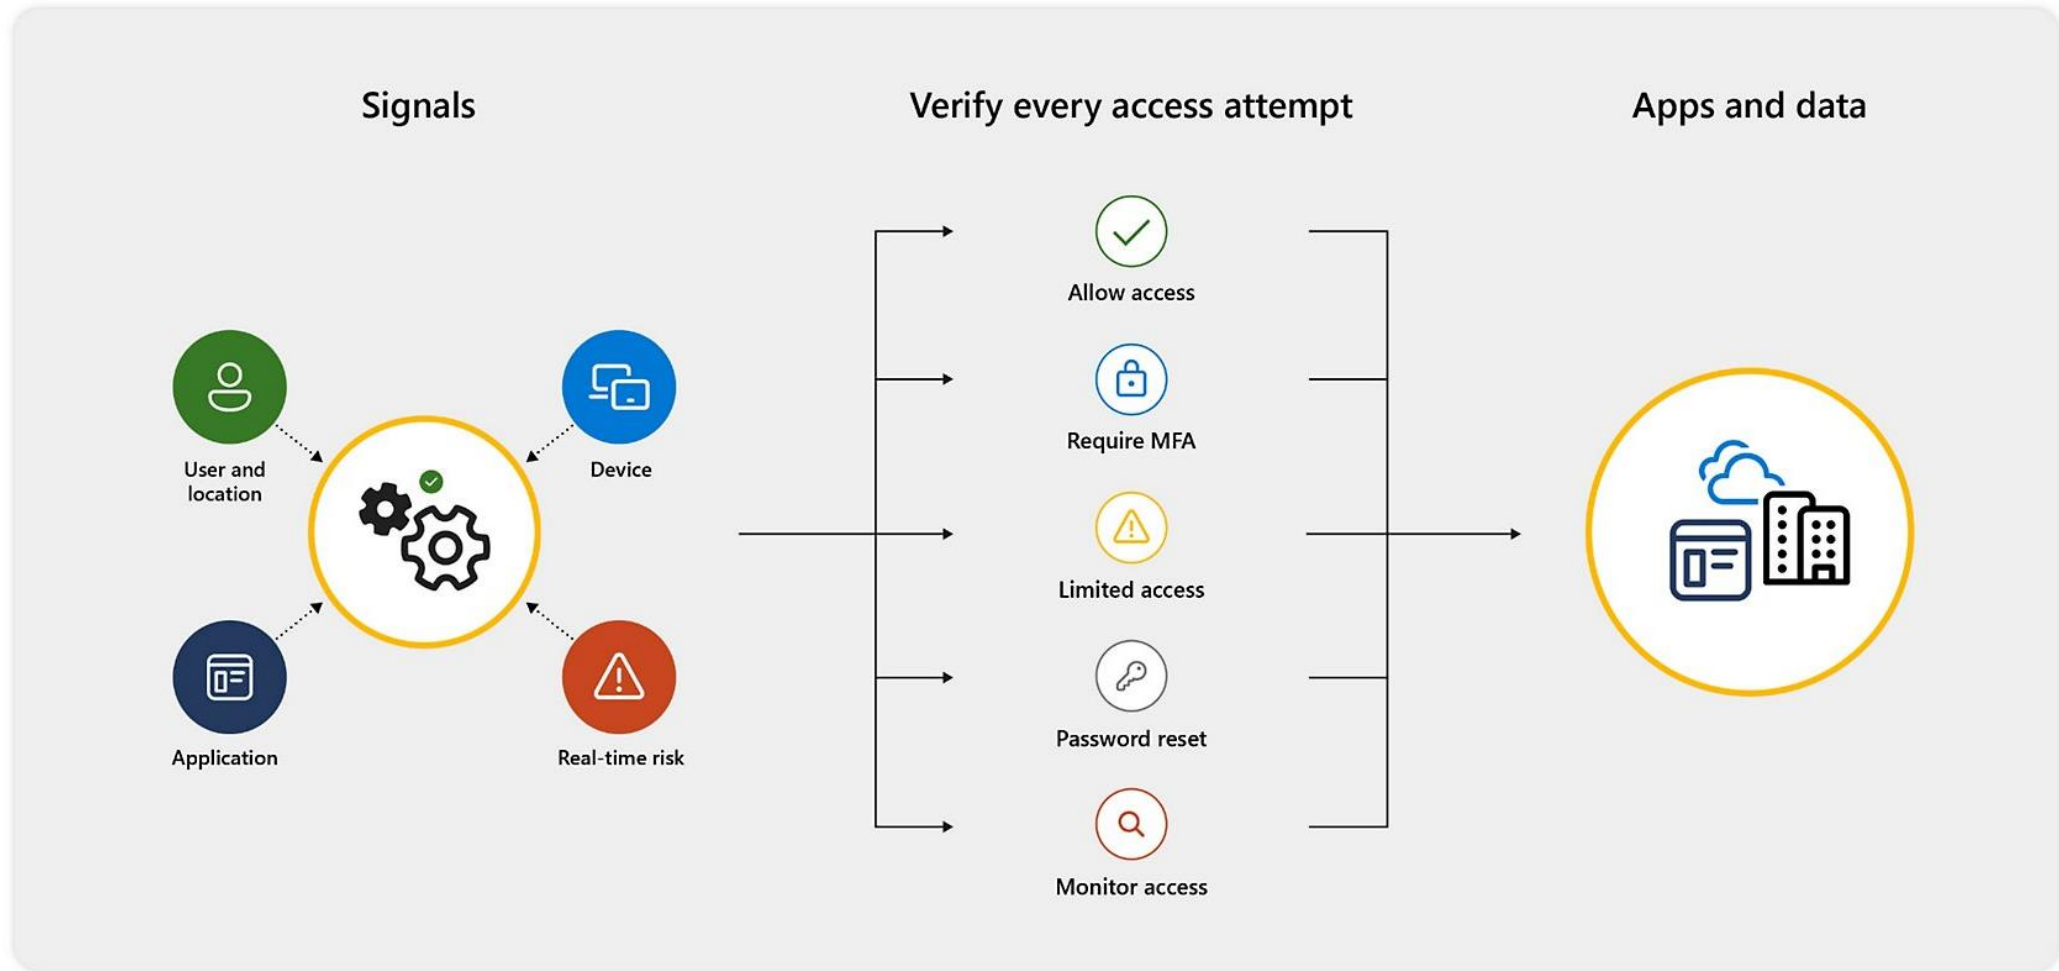 Signals
Verify every access attempt
Apps and data
User and
location
Device
Application
Real-time risk
Allow access
Require MFA
Limited access
Password reset
Monitor access